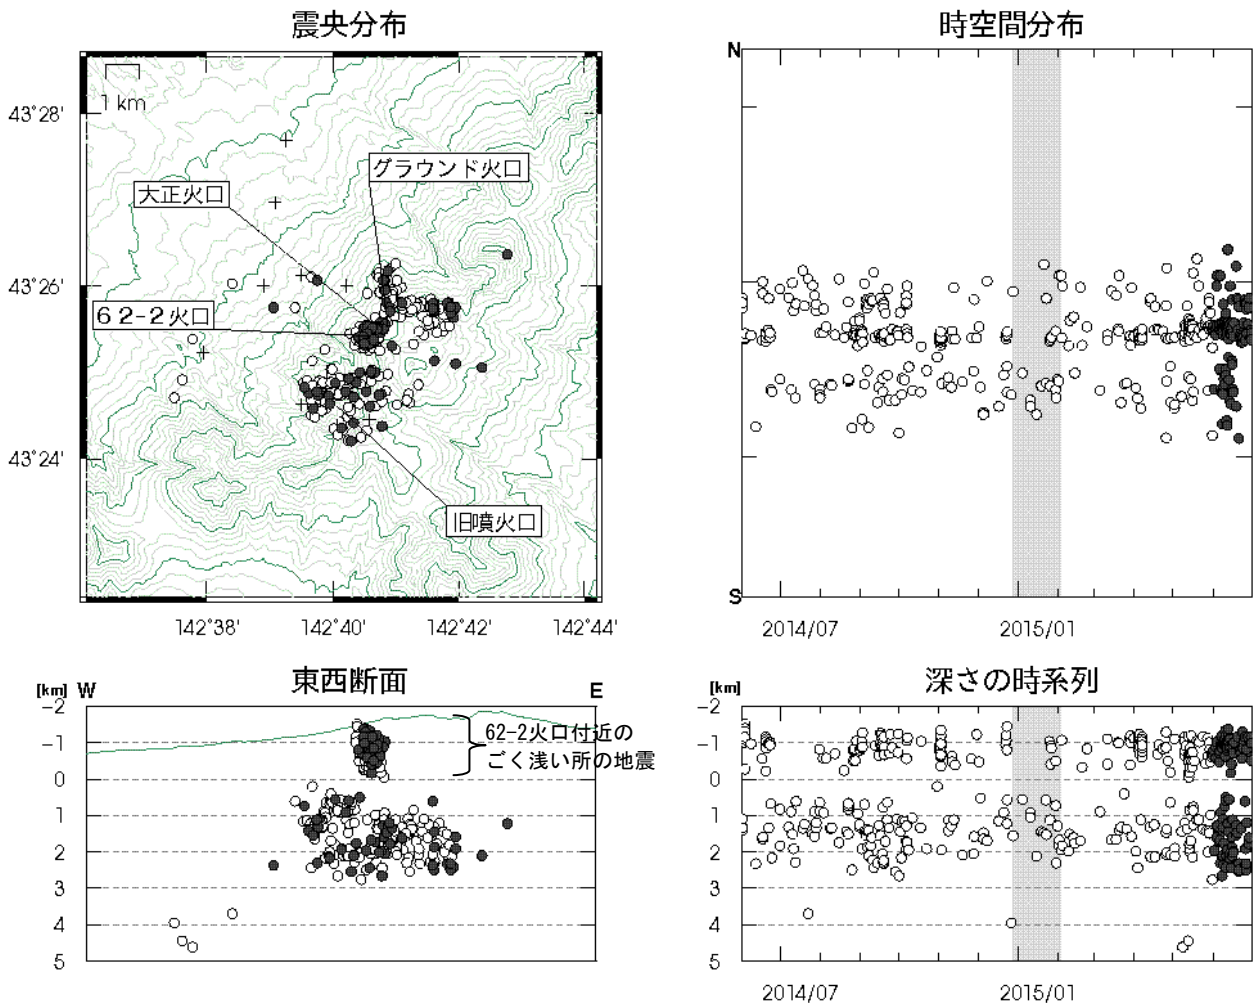 震央分布
1 km
43°28'
43°26'
43°24'
グラウンド火口
大正火口
62-2火口
旧噴火口
142°38'
142°40'
142°42'
142°44'
時空間分布
N
S
2014/07
2015/01
東西断面
[km]
W
E
-2
-1
0
1
2
3
4
5
62-2火口付近の
ごく浅い所の地震
深さの時系列
[km]
-2
-1
0
1
2
3
4
5
2014/07
2015/01